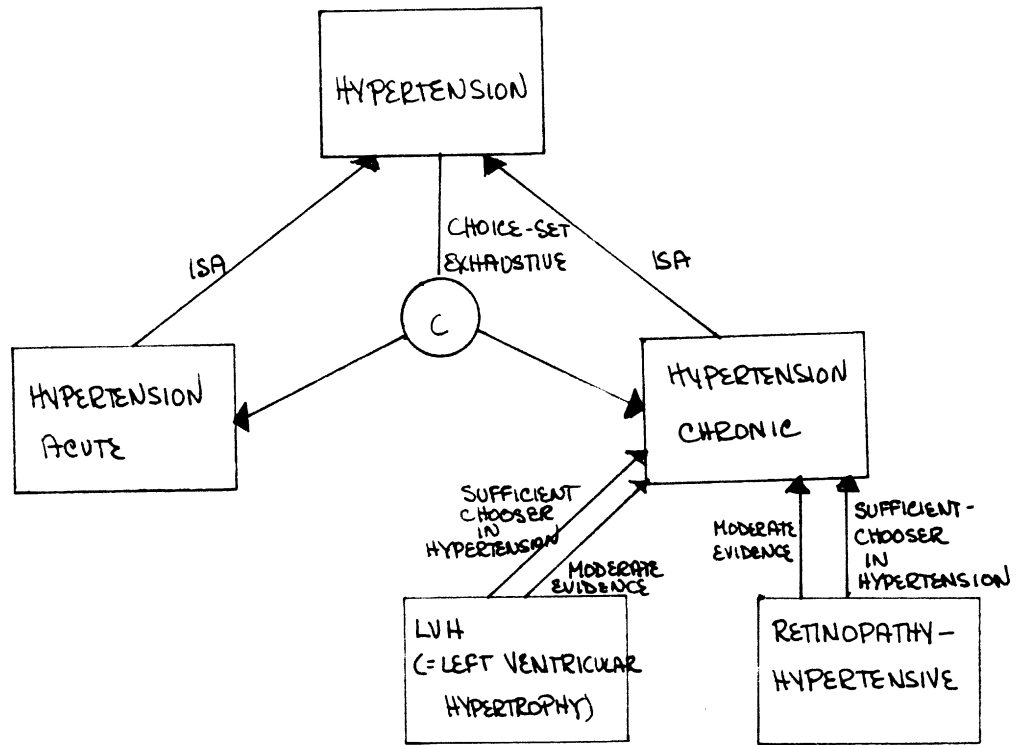 HYPERTENSION
CHOICE-SET
EXHAUSTIVE
ISA
ISA
C
HYPERTENSION
ACUTE
HYPERTENSION
CHRONIC
SUFFICIENT
CHOOSER
IN
HYPERTENSION
MODERATE
EVIDENCE
MODERATE
EVIDENCE
SUFFICIENT-
CHOOSER
IN
HYPERTENSION
LVH
(=LEFT VENTRICULAR
HYPERTROPHY)
RETINOPATHY-
HYPERTENSIVE